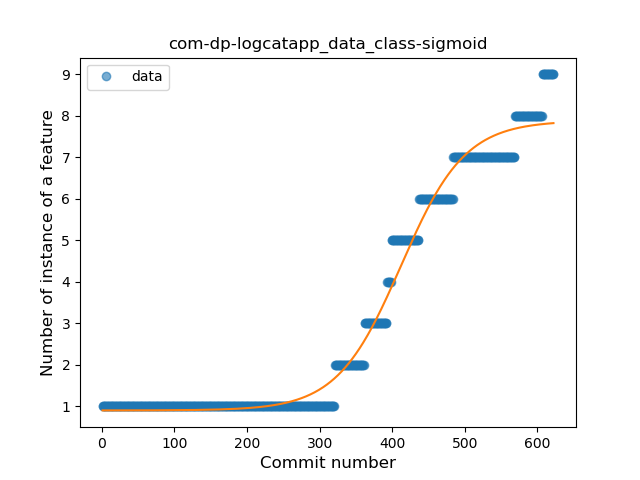 com-dp-logcatapp_data_class-sigmoid
data
Number of instance of a feature
9
8
7
6
5
4
3
2
1
0 100 200 300 400 500 600
Commit number